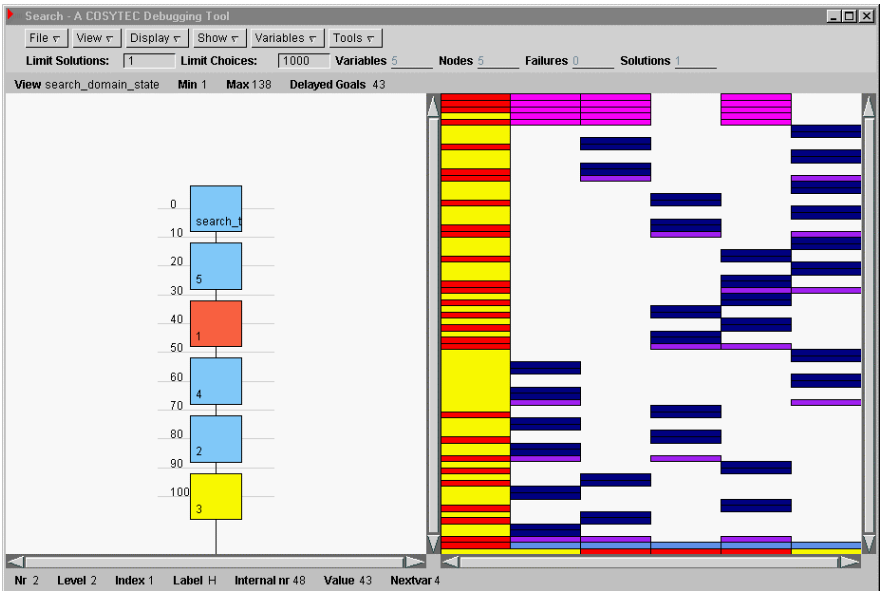 Search - A COSYTEC Debugging Tool
File View Display Show Variables Tools
Limit Solutions: 1 Limit Choices: 1000 Variables 5 Nodes 5 Failures 0 Solutions 1
View search_domain_state Min 1 Max 138 Delayed Goals 43
0
search_t
10
20
5
30
40
1
50
60
4
70
80
2
90
100
3
Nr 2 Level 2 Index 1 Label H Internal nr 48 Value 43 Nextvar 4